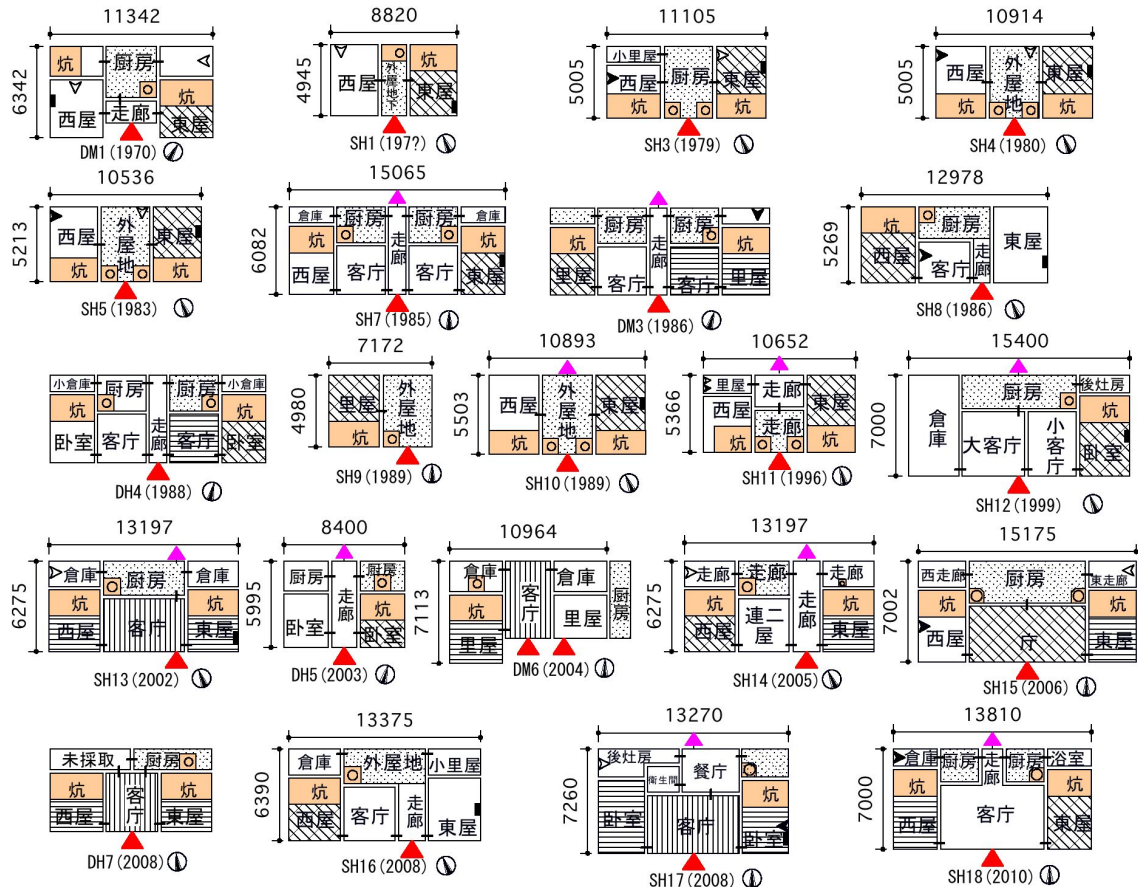 11342
6342
炕
厨房
炕
西屋
走廊
東屋
DM1(1970)
8820
4945
炕
外屋地下
炕
西屋
東屋
SH1(197?)
11105
5005
小里屋
西屋
厨房
東屋
炕
炕
SH3(1979)
10914
5005
西屋
外屋地
東屋
炕
炕
SH4(1980)
10536
5213
西屋
外屋地
東屋
炕
炕
SH5(1983)
15065
6082
倉庫
厨房
走廊
厨房
倉庫
炕
炕
西屋
客庁
客庁
東屋
SH7(1985)
厨房
走廊
厨房
炕
里屋
客庁
客庁
里屋
DM3(1986)
12978
5269
炕
厨房
東屋
西屋
客庁
走廊
SH8(1986)
小倉庫
厨房
走廊
厨房
小倉庫
炕
炕
卧室
客庁
客庁
卧室
DH4(1988)
7172
4980
里屋
外屋地
炕
SH9(1989)
10893
5503
西屋
外屋地
東屋
炕
炕
SH10(1989)
10652
5366
里屋
走廊
東屋
西屋
炕
走廊
炕
SH11(1996)
15400
7000
倉庫
厨房
後灶房
炕
大客庁
小客庁
卧室
SH12(1999)
13197
6275
倉庫
厨房
倉庫
炕
炕
西屋
客庁
東屋
SH13(2002)
8400
5995
厨房
走廊
厨房
炕
卧室
卧室
DH5(2003)
10964
7113
倉庫
客庁
倉庫
厨房
炕
里屋
里屋
DM6(2004)
13197
6275
走廊
走廊
走廊
走廊
炕
連二屋
炕
西屋
東屋
SH14(2005)
15175
7002
西走廊
厨房
東走廊
炕
炕
西屋
庁
東屋
SH15(2006)
未採取
厨房
炕
客庁
炕
西屋
東屋
DH7(2008)
13375
6390
倉庫
外屋地
小里屋
炕
西屋
客庁
走廊
東屋
SH16(2008)
13270
7260
後灶房
衛生間
餐庁
炕
卧室
客庁
卧室
SH17(2008)
13810
7000
倉庫
厨房
走廊
厨房
浴室
炕
炕
西屋
客庁
東屋
SH18(2010)